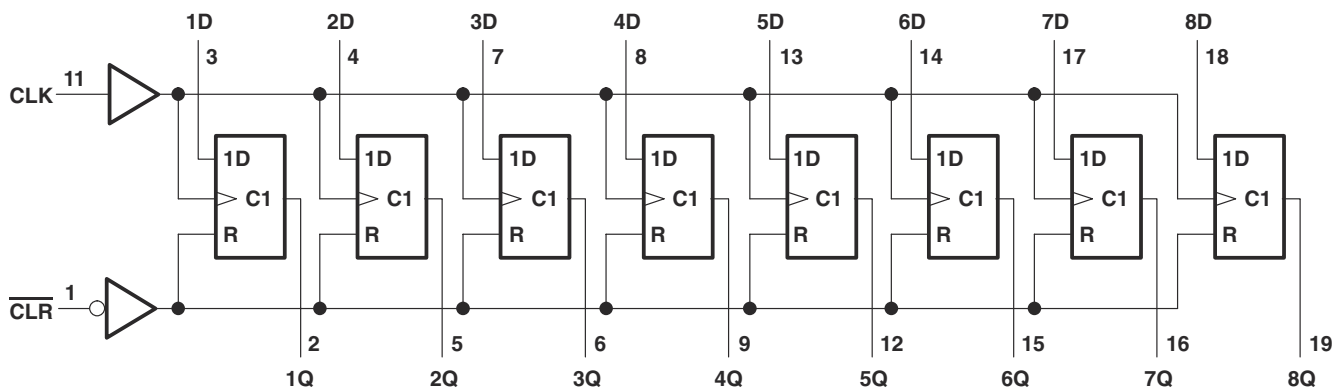 1D 2D 3D 4D 5D 6D 7D 8D
3 4 7 8 13 14 17 18
11
CLK
1D 1D 1D 1D 1D 1D 1D 1D
C1 C1 C1 C1 C1 C1 C1 C1
R R R R R R R R
1
C̅L̅R̅
2 5 6 9 12 15 16 19
1Q 2Q 3Q 4Q 5Q 6Q 7Q 8Q